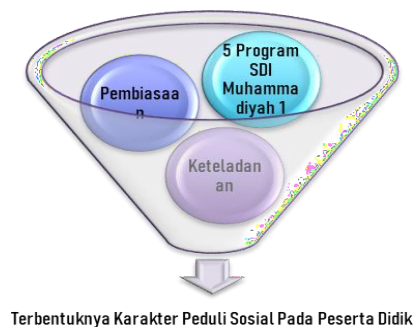 5 Program
SDI
Muhamma
diyah 1
Pembiasaa
n
Keteladan
an
Terbentuknya Karakter Peduli Sosial Pada Peserta Didik